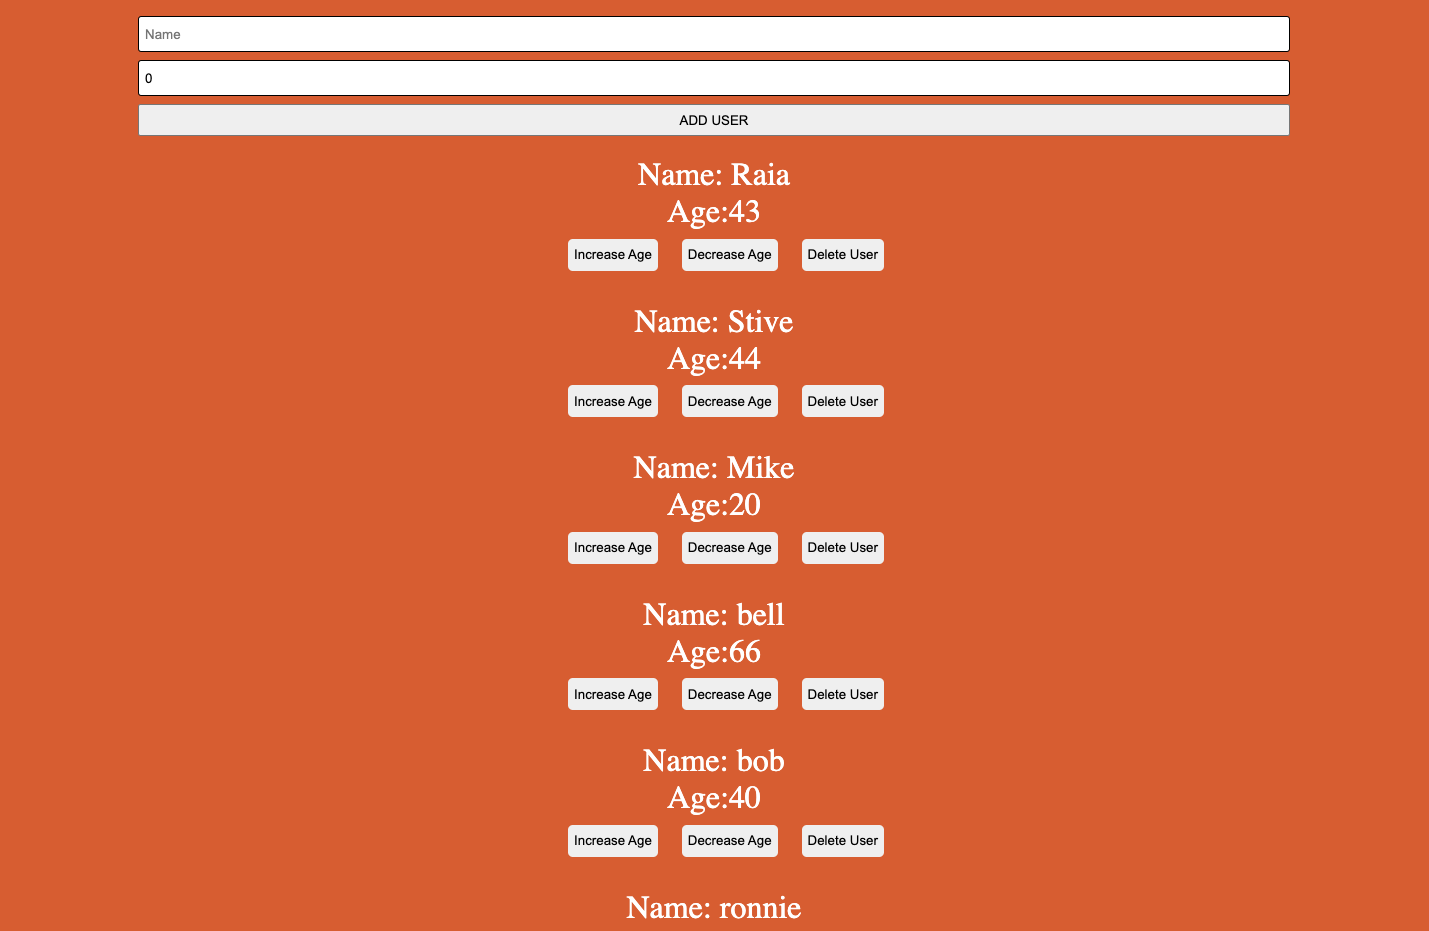 Name
0
ADD USER
Name: Raia
Age:43
Increase Age Decrease Age Delete User
Name: Stive
Age:44
Increase Age Decrease Age Delete User
Name: Mike
Age:20
Increase Age Decrease Age Delete User
Name: bell
Age:66
Increase Age Decrease Age Delete User
Name: bob
Age:40
Increase Age Decrease Age Delete User
Name: ronnie